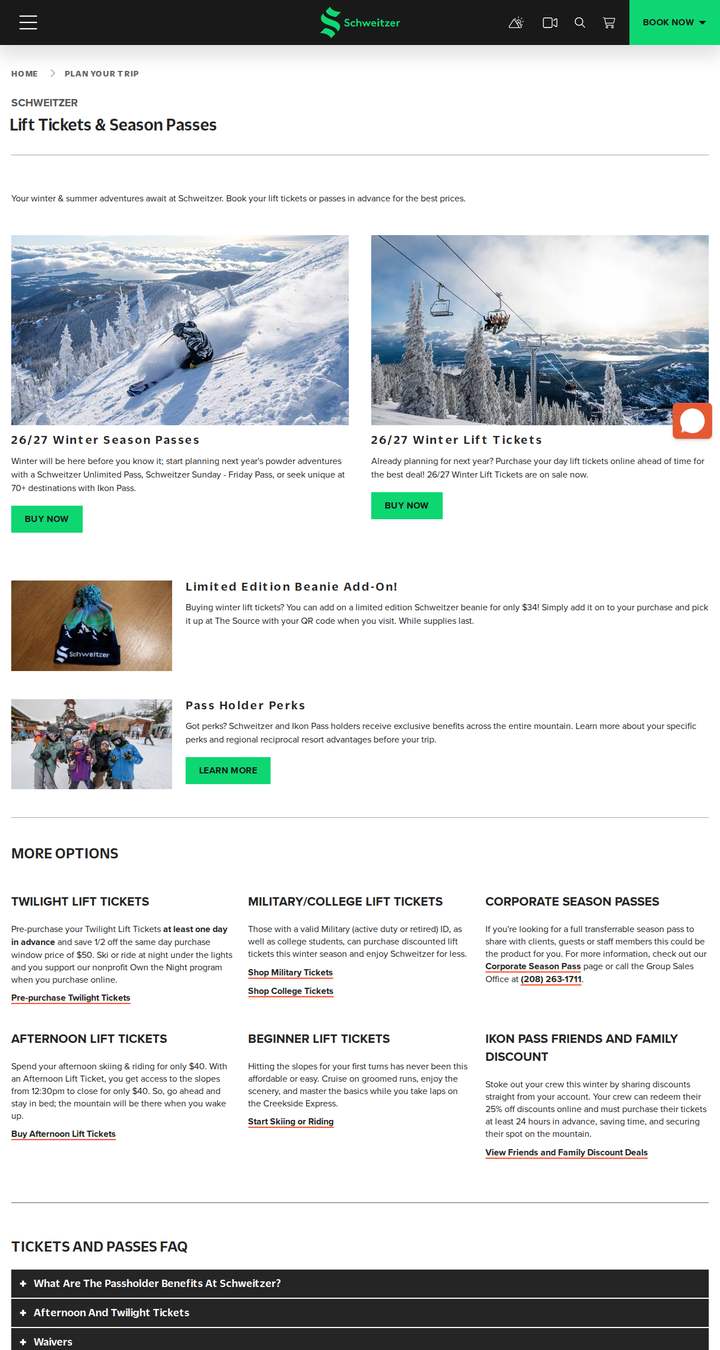 Schweitzer
BOOK NOW
HOME
PLAN YOUR TRIP
SCHWEITZER
Lift Tickets & Season Passes
Your winter & summer adventures await at Schweitzer. Book your lift tickets or passes in advance for the best prices.
26/27 Winter Season Passes
Winter will be here before you know it; start planning next year's powder adventures
with a Schweitzer Unlimited Pass, Schweitzer Sunday - Friday Pass, or seek unique at
70+ destinations with Ikon Pass.
BUY NOW
26/27 Winter Lift Tickets
Already planning for next year? Purchase your day lift tickets online ahead of time for
the best deal! 26/27 Winter Lift Tickets are on sale now.
BUY NOW
Schweitzer
Limited Edition Beanie Add-On!
Buying winter lift tickets? You can add on a limited edition Schweitzer beanie for only $34! Simply add it on to your purchase and pick
it up at The Source with your QR code when you visit. While supplies last.
Pass Holder Perks
Got perks? Schweitzer and Ikon Pass holders receive exclusive benefits across the entire mountain. Learn more about your specific
perks and regional reciprocal resort advantages before your trip.
LEARN MORE
MORE OPTIONS
TWILIGHT LIFT TICKETS
Pre-purchase your Twilight Lift Tickets at least one day
in advance and save 1/2 off the same day purchase
window price of $50. Ski or ride at night under the lights
and you support our nonprofit Own the Night program
when you purchase online.
Pre-purchase Twilight Tickets
MILITARY/COLLEGE LIFT TICKETS
Those with a valid Military (active duty or retired) ID, as
well as college students, can purchase discounted lift
tickets this winter season and enjoy Schweitzer for less.
Shop Military Tickets
Shop College Tickets
CORPORATE SEASON PASSES
If you're looking for a full transferrable season pass to
share with clients, guests or staff members this could be
the product for you. For more information, check out our
Corporate Season Pass page or call the Group Sales
Office at (208) 263-1711.
AFTERNOON LIFT TICKETS
Spend your afternoon skiing & riding for only $40. With
an Afternoon Lift Ticket, you get access to the slopes
from 12:30pm to close for only $40. So, go ahead and
stay in bed; the mountain will be there when you wake
up.
Buy Afternoon Lift Tickets
BEGINNER LIFT TICKETS
Hitting the slopes for your first turns has never been this
affordable or easy. Cruise on groomed runs, enjoy the
scenery, and master the basics while you take laps on
the Creekside Express.
Start Skiing or Riding
IKON PASS FRIENDS AND FAMILY
DISCOUNT
Stoke out your crew this winter by sharing discounts
straight from your account. Your crew can redeem their
25% off discounts online and must purchase their tickets
at least 24 hours in advance, saving time, and securing
their spot on the mountain.
View Friends and Family Discount Deals
TICKETS AND PASSES FAQ
+ What Are The Passholder Benefits At Schweitzer?
+ Afternoon And Twilight Tickets
+ Waivers